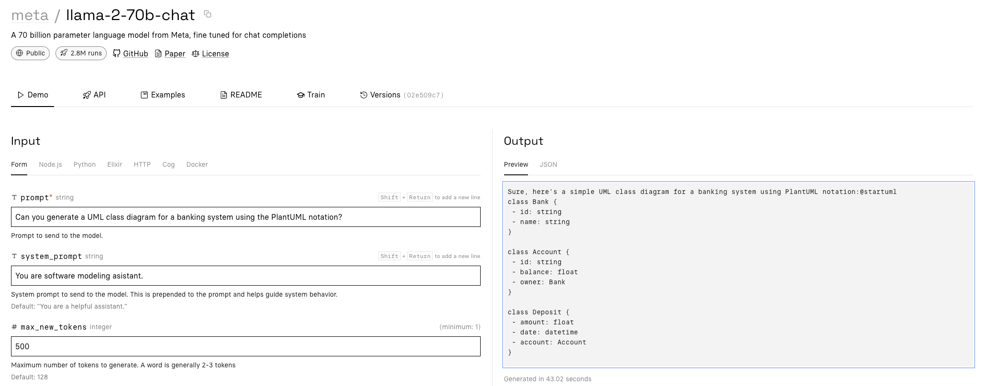 meta / llama-2-70b-chat
A 70 billion parameter language model from Meta, fine tuned for chat completions
Public 2.8M runs GitHub Paper License
Demo API Examples README Train Versions (02e509c7)
Input
Form Node.js Python Elixir HTTP Cog Docker
T prompt* string Shift + Return to add a new line
Can you generate a UML class diagram for a banking system using the PlantUML notation?
Prompt to send to the model.
T system_prompt string Shift + Return to add a new line
You are software modeling asistant.
System prompt to send to the model. This is prepended to the prompt and helps guide system behavior.
Default: "You are a helpful assistant."
# max_new_tokens integer (minimum: 1)
500
Maximum number of tokens to generate. A word is generally 2-3 tokens
Default: 128
Output
Preview JSON
Sure, here's a simple UML class diagram for a banking system using PlantUML notation:@startuml
class Bank {
- id: string
- name: string
}
class Account {
- id: string
- balance: float
- owner: Bank
}
class Deposit {
- amount: float
- date: datetime
- account: Account
}
Generated in 43.02 seconds